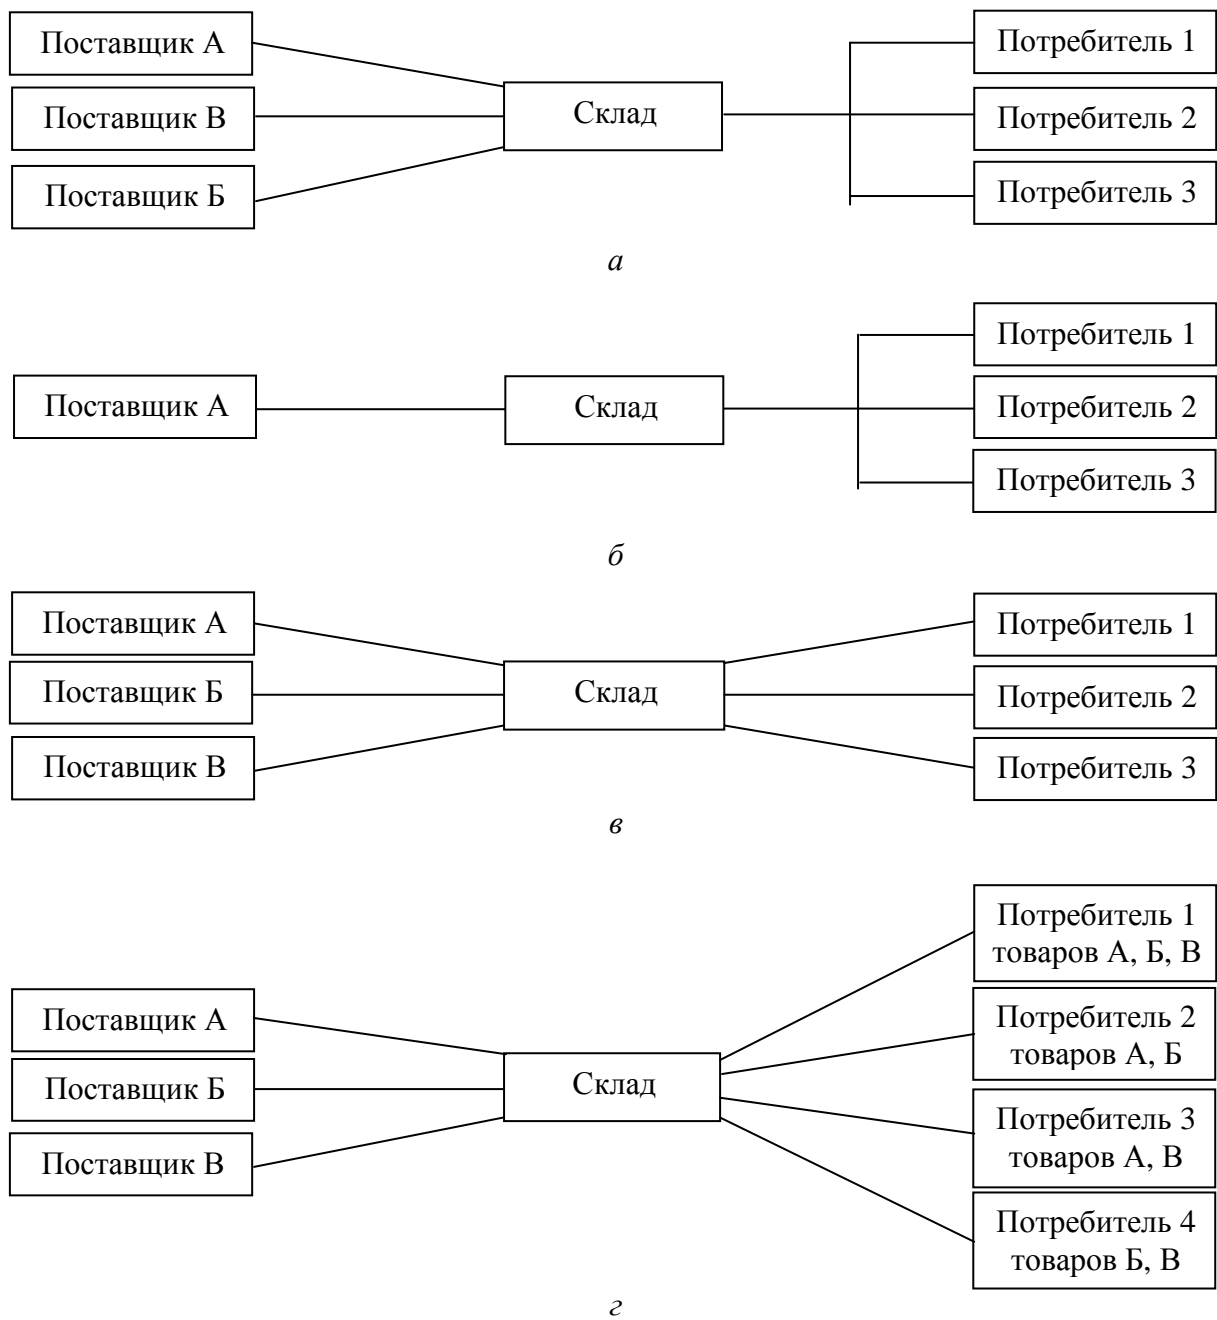 Поставщик А
Поставщик В
Поставщик Б
Склад
Потребитель 1
Потребитель 2
Потребитель 3
а
Поставщик А
Склад
Потребитель 1
Потребитель 2
Потребитель 3
б
Поставщик А
Поставщик Б
Поставщик В
Склад
Потребитель 1
Потребитель 2
Потребитель 3
в
Поставщик А
Поставщик Б
Поставщик В
Склад
Потребитель 1
товаров А, Б, В
Потребитель 2
товаров А, Б
Потребитель 3
товаров А, В
Потребитель 4
товаров Б, В
г